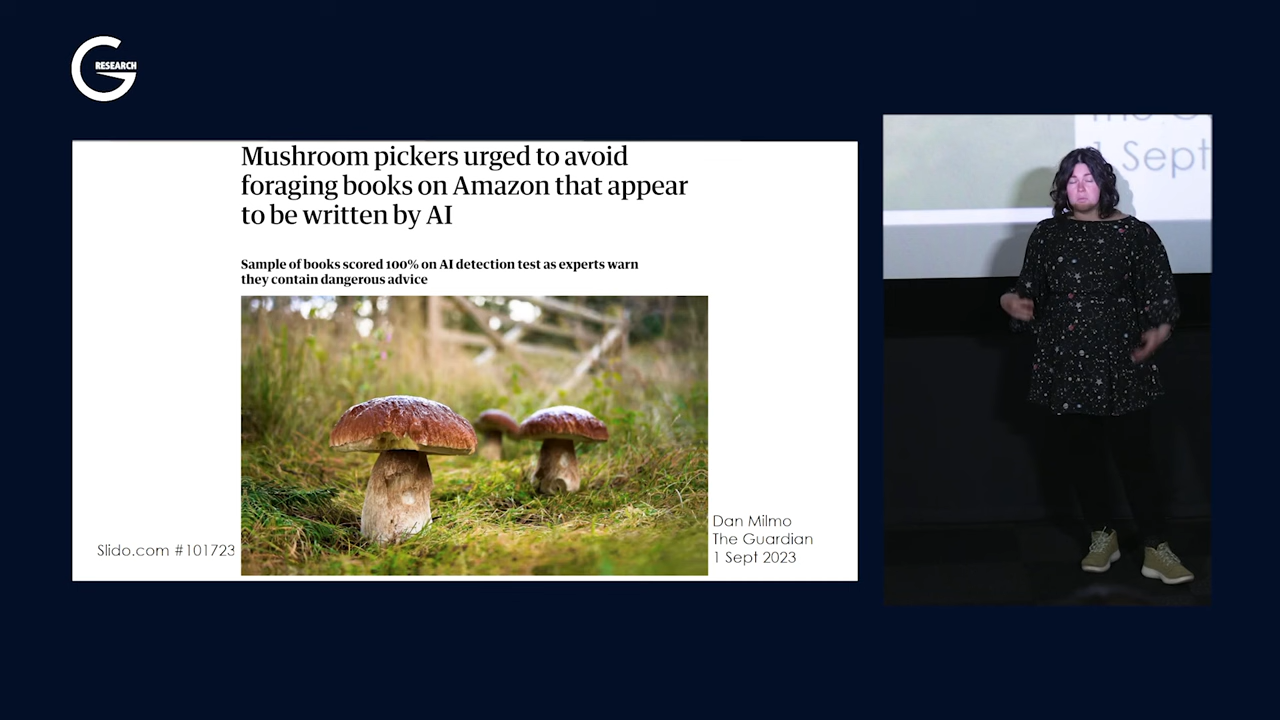 RESEARCH
Mushroom pickers urged to avoid
foraging books on Amazon that appear
to be written by AI
Sample of books scored 100% on AI detection test as experts warn
they contain dangerous advice
Slido.com #101723
Dan Milmo
The Guardian
1 Sept 2023
1 Sept